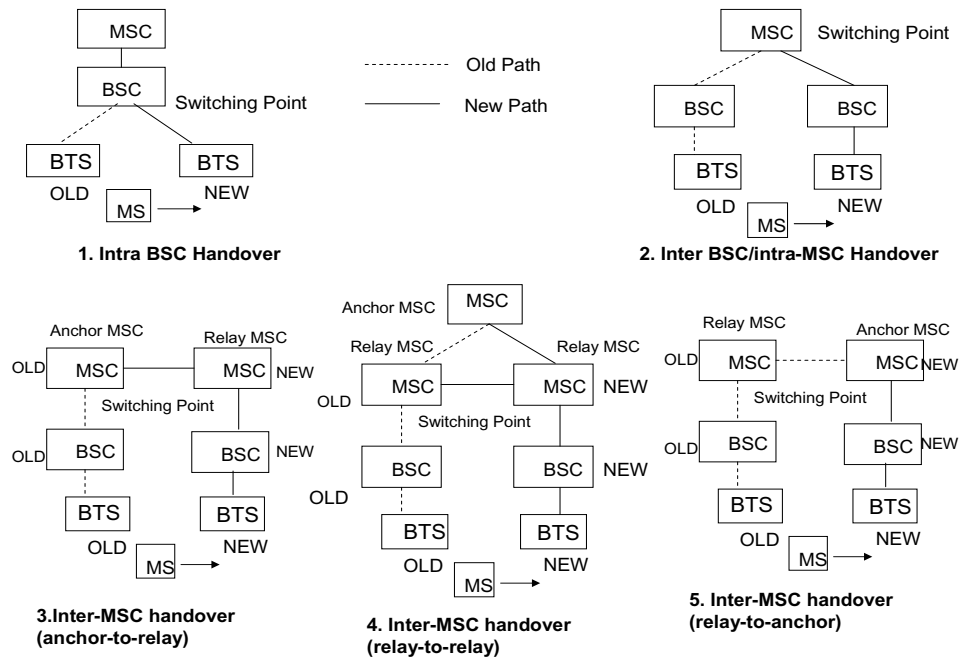 MSC
BSC
Switching Point
BTS
BTS
OLD
NEW
MS
1. Intra BSC Handover
Old Path
New Path
MSC
Switching Point
BSC
BSC
BTS
BTS
OLD
NEW
MS
2. Inter BSC/intra-MSC Handover
Anchor MSC
Relay MSC
OLD
MSC
MSC
NEW
Switching Point
OLD
BSC
BSC
NEW
BTS
BTS
OLD
NEW
MS
3.Inter-MSC handover
(anchor-to-relay)
Anchor MSC
MSC
Relay MSC
Relay MSC
OLD
MSC
MSC
NEW
Switching Point
BSC
BSC
NEW
OLD
BTS
BTS
OLD
NEW
MS
4. Inter-MSC handover
(relay-to-relay)
Relay MSC
Anchor MSC
OLD
MSC
MSC
NEW
Switching Point
OLD
BSC
BSC
NEW
BTS
BTS
OLD
NEW
MS
5. Inter-MSC handover
(relay-to-anchor)